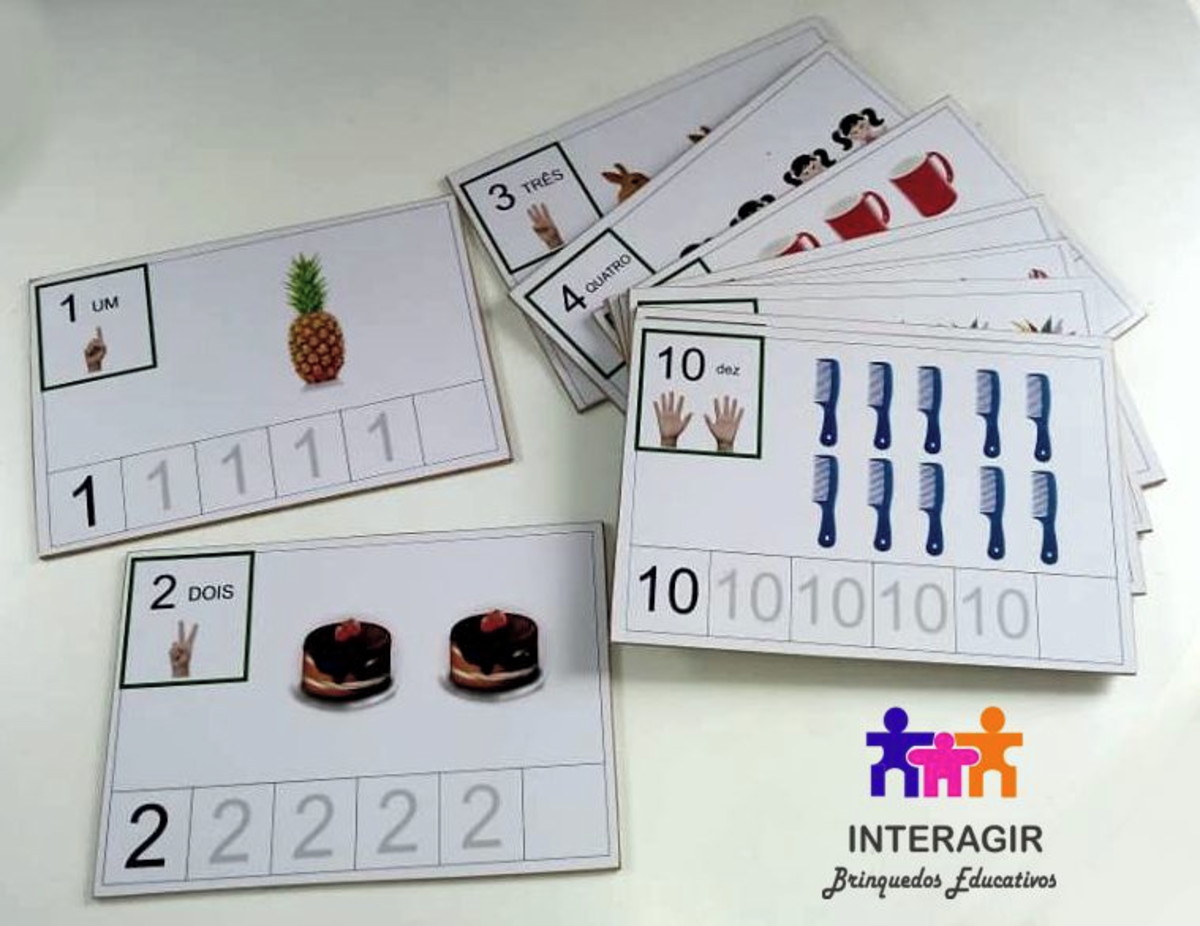 3 TRÊS
4 QUATRO
1 UM
1 1 1 1 1
10 dez
10 10 10 10 10
2 DOIS
2 2 2 2 2
INTERAGIR
Brinquedos Educativos